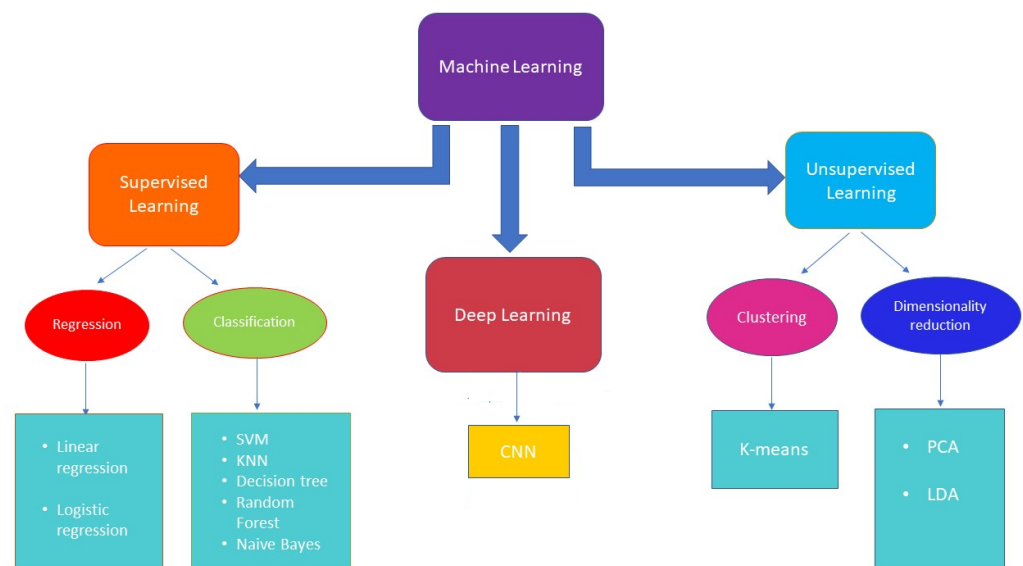 Machine Learning
Supervised
Learning
Unsupervised
Learning
Regression
Classification
Deep Learning
Clustering
Dimensionality
reduction
• Linear
regression
• Logistic
regression
• SVM
• KNN
• Decision tree
• Random
Forest
• Naive Bayes
CNN
K-means
• PCA
• LDA